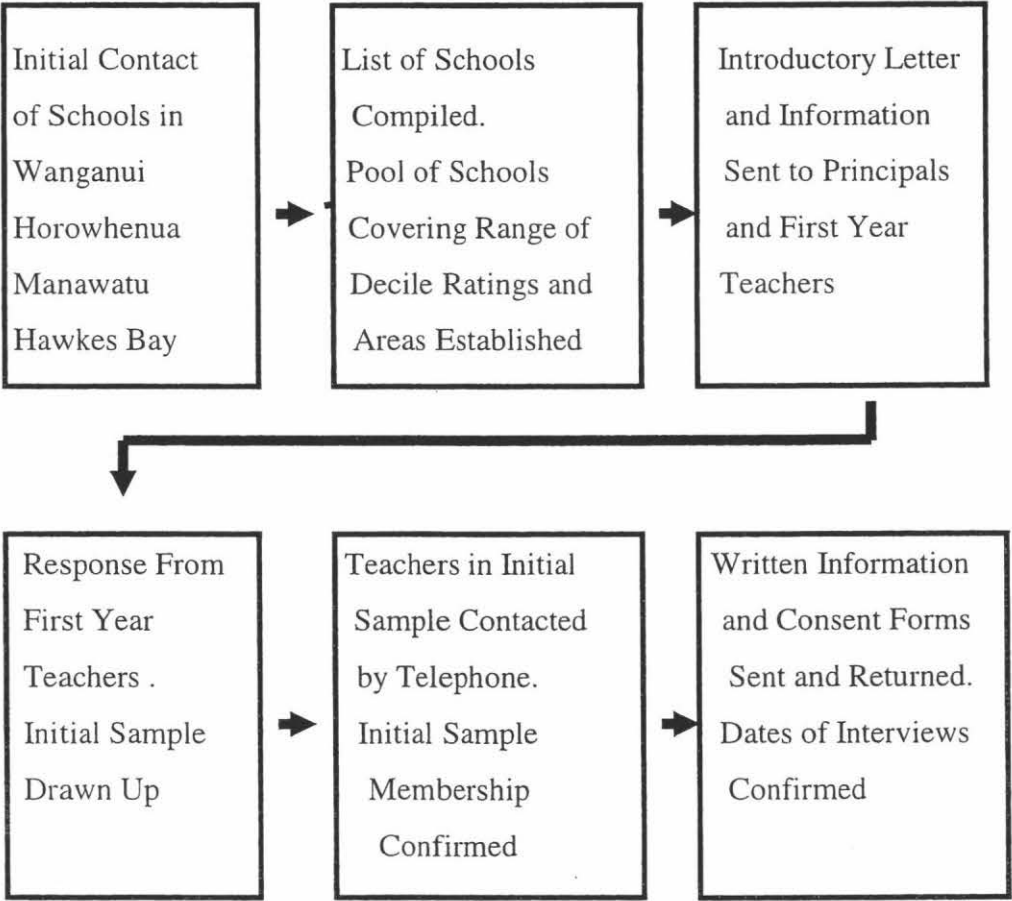 Initial Contact
of Schools in
Wanganui
Horowhenua
Manawatu
Hawkes Bay
List of Schools
Compiled.
Pool of Schools
Covering Range of
Decile Ratings and
Areas Established
Introductory Letter
and Information
Sent to Principals
and First Year
Teachers
Response From
First Year
Teachers .
Initial Sample
Drawn Up
Teachers in Initial
Sample Contacted
by Telephone.
Initial Sample
Membership
Confirmed
Written Information
and Consent Forms
Sent and Returned.
Dates of Interviews
Confirmed